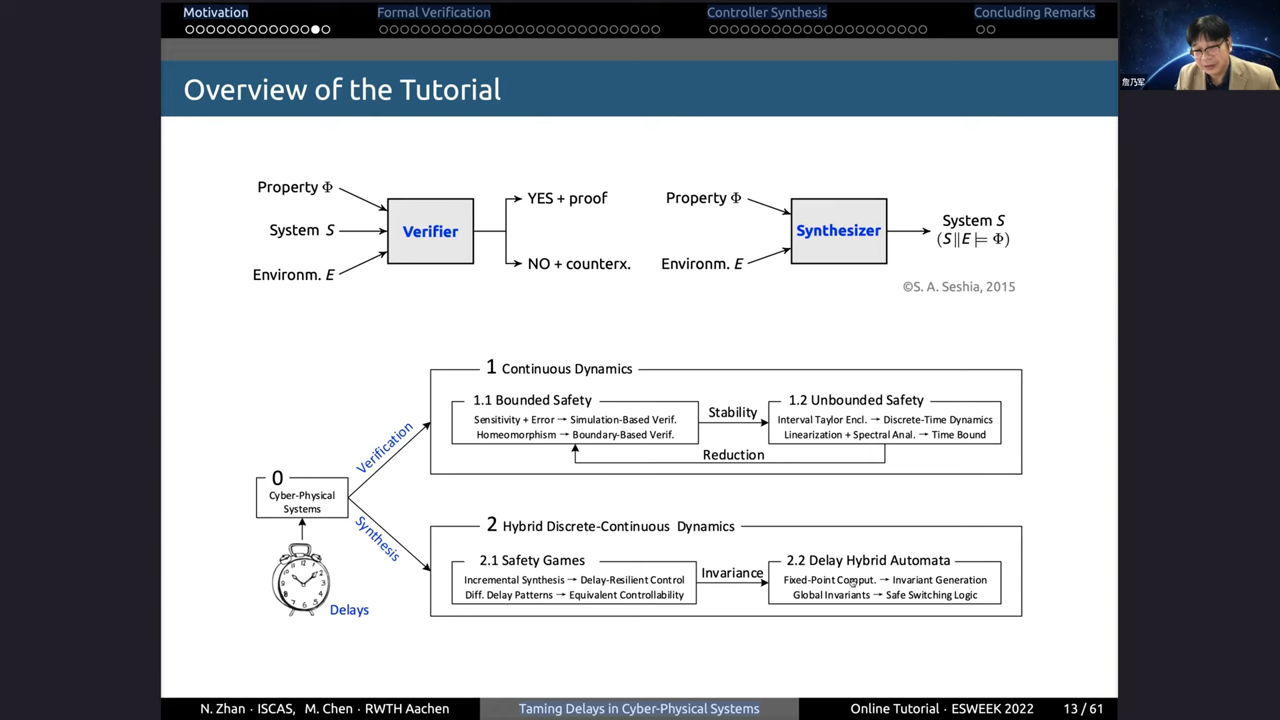 Motivation
Formal Verification
Controller Synthesis
Concluding Remarks
詹乃军
Overview of the Tutorial
Property Φ
System S
Environm. E
Verifier
YES + proof
NO + counterx.
Property Φ
Environm. E
Synthesizer
System S
(S‖E ⊨ Φ)
©S. A. Seshia, 2015
0
Cyber-Physical
Systems
Delays
Verification
Synthesis
1 Continuous Dynamics
1.1 Bounded Safety
Sensitivity + Error → Simulation-Based Verif.
Homeomorphism → Boundary-Based Verif.
Stability
1.2 Unbounded Safety
Interval Taylor Encl. → Discrete-Time Dynamics
Linearization + Spectral Anal. → Time Bound
Reduction
2 Hybrid Discrete-Continuous Dynamics
2.1 Safety Games
Incremental Synthesis → Delay-Resilient Control
Diff. Delay Patterns → Equivalent Controllability
Invariance
2.2 Delay Hybrid Automata
Fixed-Point Comput. → Invariant Generation
Global Invariants → Safe Switching Logic
N. Zhan · ISCAS, M. Chen · RWTH Aachen
Taming Delays in Cyber-Physical Systems
Online Tutorial · ESWEEK 2022
13 / 61